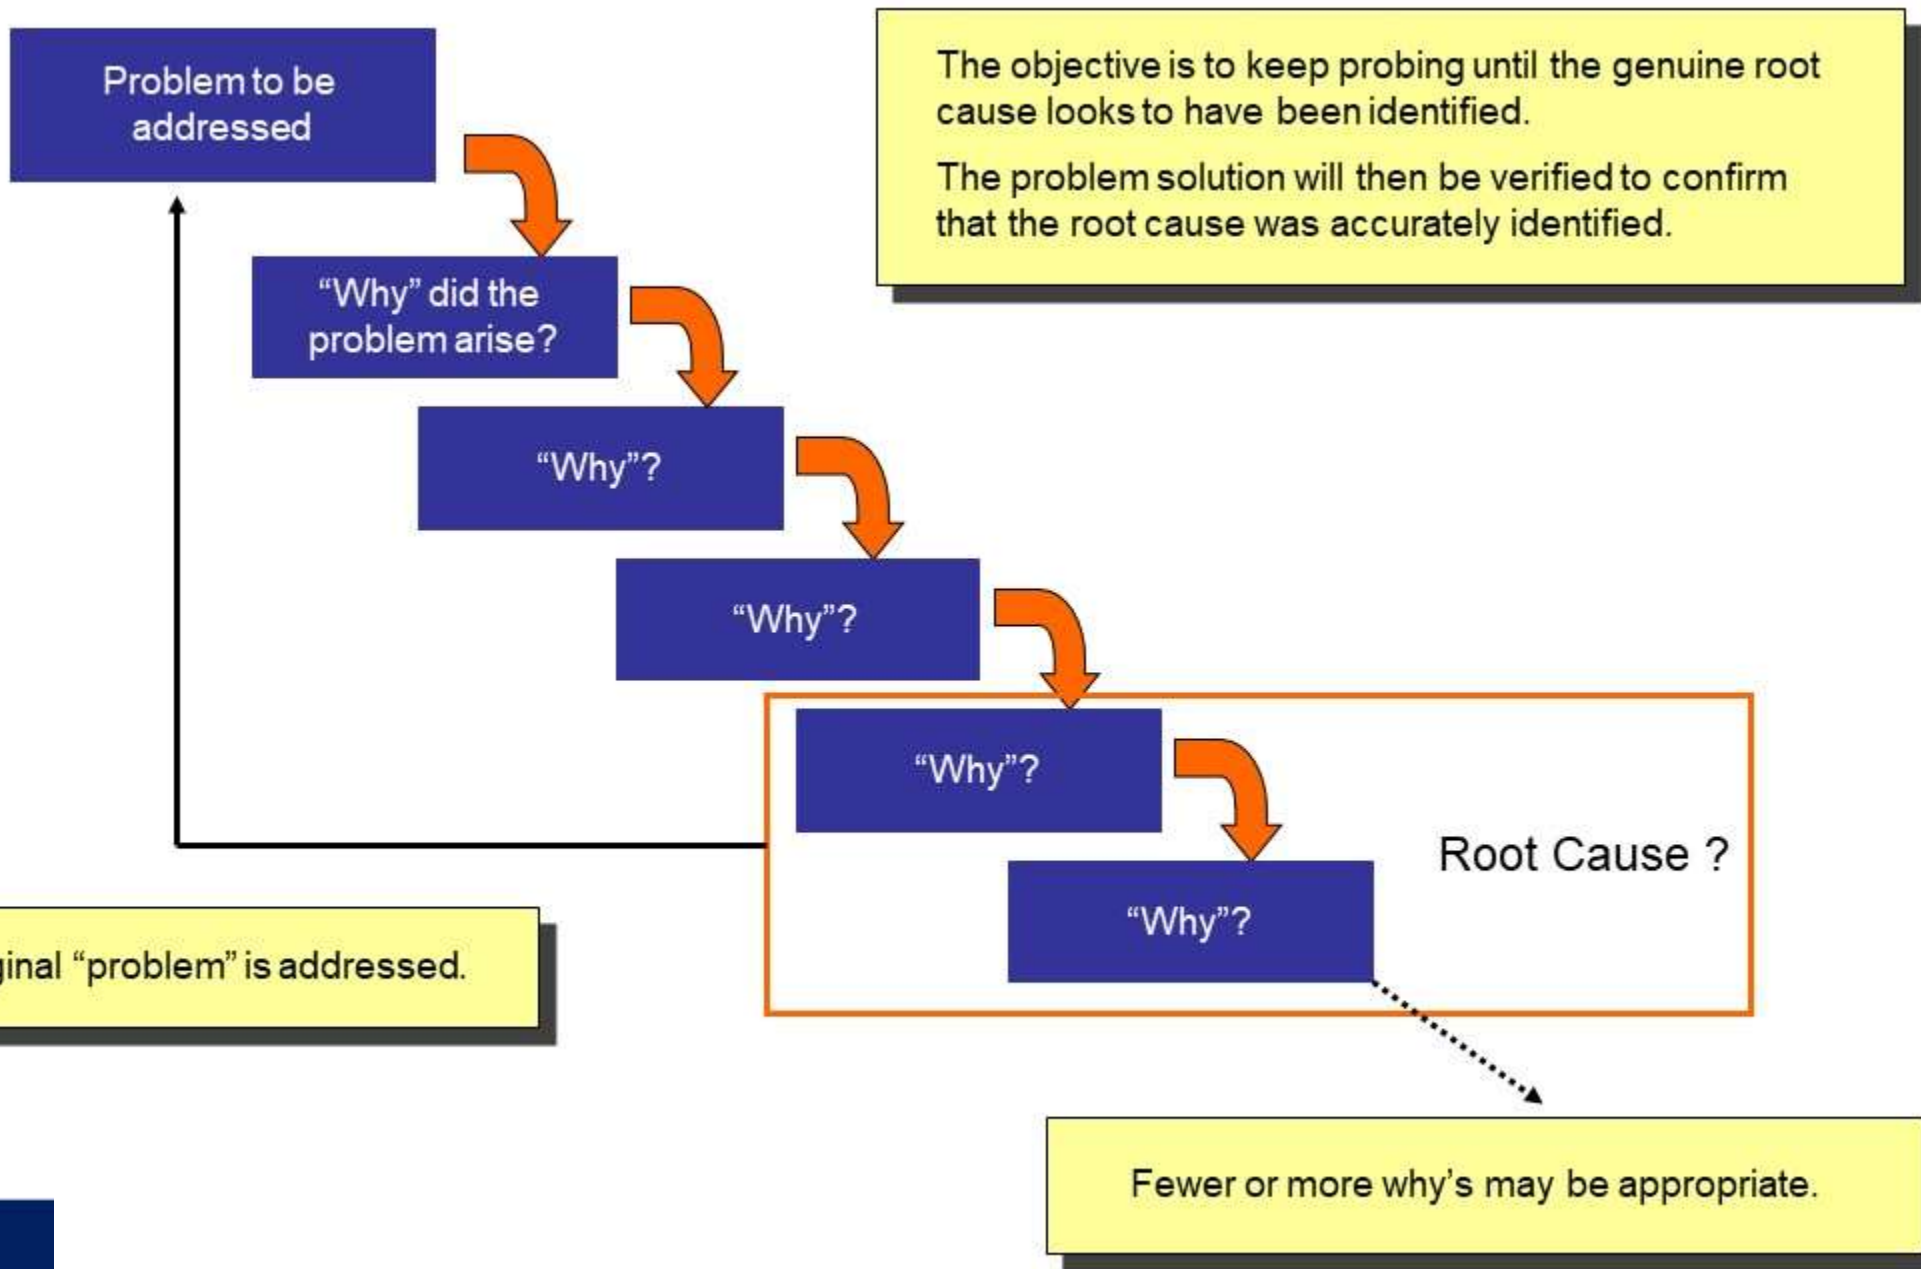 Problem to be
addressed
The objective is to keep probing until the genuine root
cause looks to have been identified.
The problem solution will then be verified to confirm
that the root cause was accurately identified.
“Why” did the
problem arise?
“Why”?
“Why”?
“Why”?
Root Cause ?
“Why”?
“problem” is addressed.
Fewer or more why’s may be appropriate.